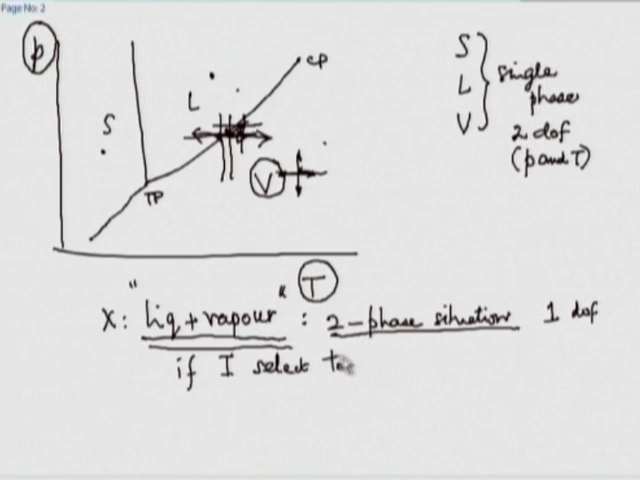 Page No: 2
p
CP
L
S
V
TP
T
S
L
V
single
phase
2 dof
(p and T)
X: "liq + vapour" : 2-phase situation 1 dof
if I select